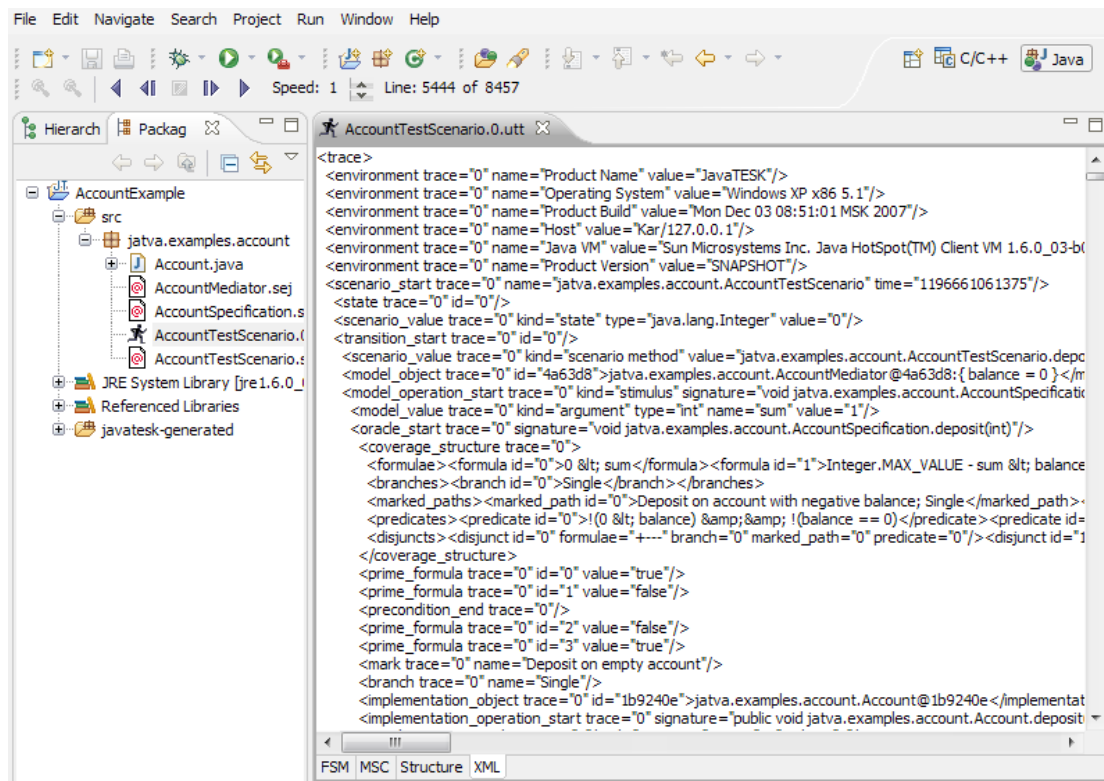 File Edit Navigate Search Project Run Window Help
C/C++ Java
Speed: 1 Line: 5444 of 8457
Hierarch Packag
AccountTestScenario.0.utt
AccountExample
src
jatva.examples.account
Account.java
AccountMediator.sej
AccountSpecification.s
AccountTestScenario.
AccountTestScenario.s
JRE System Library [jre1.6.0_
Referenced Libraries
javatesk-generated
<trace>
<environment trace="0" name="Product Name" value="JavaTESK"/>
<environment trace="0" name="Operating System" value="Windows XP x86 5.1"/>
<environment trace="0" name="Product Build" value="Mon Dec 03 08:51:01 MSK 2007"/>
<environment trace="0" name="Host" value="Kar/127.0.0.1"/>
<environment trace="0" name="Java VM" value="Sun Microsystems Inc. Java HotSpot(TM) Client VM 1.6.0_03-b0
<environment trace="0" name="Product Version" value="SNAPSHOT"/>
<scenario_start trace="0" name="jatva.examples.account.AccountTestScenario" time="1196661061375"/>
<state trace="0" id="0"/>
<scenario_value trace="0" kind="state" type="java.lang.Integer" value="0"/>
<transition_start trace="0" id="0"/>
<scenario_value trace="0" kind="scenario method" value="jatva.examples.account.AccountTestScenario.depo
<model_object trace="0" id="4a63d8">jatva.examples.account.AccountMediator@4a63d8:{ balance = 0 }</m
<model_operation_start trace="0" kind="stimulus" signature="void jatva.examples.account.AccountSpecificatio
<model_value trace="0" kind="argument" type="int" name="sum" value="1"/>
<oracle_start trace="0" signature="void jatva.examples.account.AccountSpecification.deposit(int)"/>
<coverage_structure trace="0">
<formulae><formula id="0">0 &lt; sum</formula><formula id="1">Integer.MAX_VALUE - sum &lt; balance
<branches><branch id="0">Single</branch></branches>
<marked_paths><marked_path id="0">Deposit on account with negative balance; Single</marked_path><
<predicates><predicate id="0">!(0 &lt; balance) &amp;&amp; !(balance == 0)</predicate><predicate id=
<disjuncts><disjunct id="0" formulae="+---" branch="0" marked_path="0" predicate="0"/><disjunct id="1
</coverage_structure>
<prime_formula trace="0" id="0" value="true"/>
<prime_formula trace="0" id="1" value="false"/>
<precondition_end trace="0"/>
<prime_formula trace="0" id="2" value="false"/>
<prime_formula trace="0" id="3" value="true"/>
<mark trace="0" name="Deposit on empty account"/>
<branch trace="0" name="Single"/>
<implementation_object trace="0" id="1b9240e">jatva.examples.account.Account@1b9240e</implementat
<implementation_operation_start trace="0" signature="public void jatva.examples.account.Account.deposit
FSM MSC Structure XML